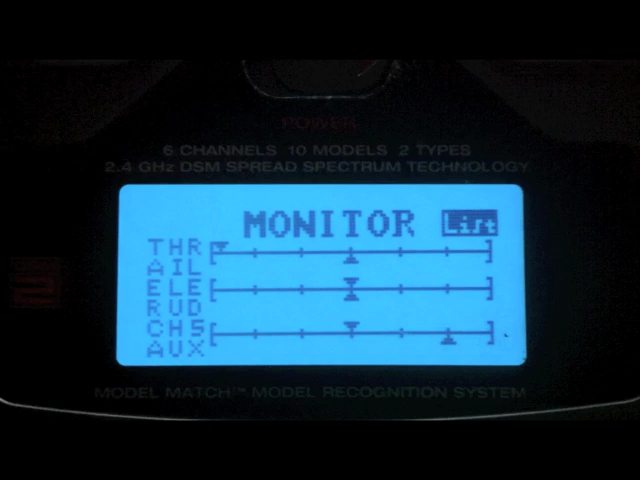 POWER
6 CHANNELS 10 MODELS 2 TYPES
2.4 GHz DSM SPREAD SPECTRUM TECHNOLOGY
MONITOR List
THR
AIL
ELE
RUD
CH5
AUX
MODEL MATCH™ MODEL RECOGNITION SYSTEM